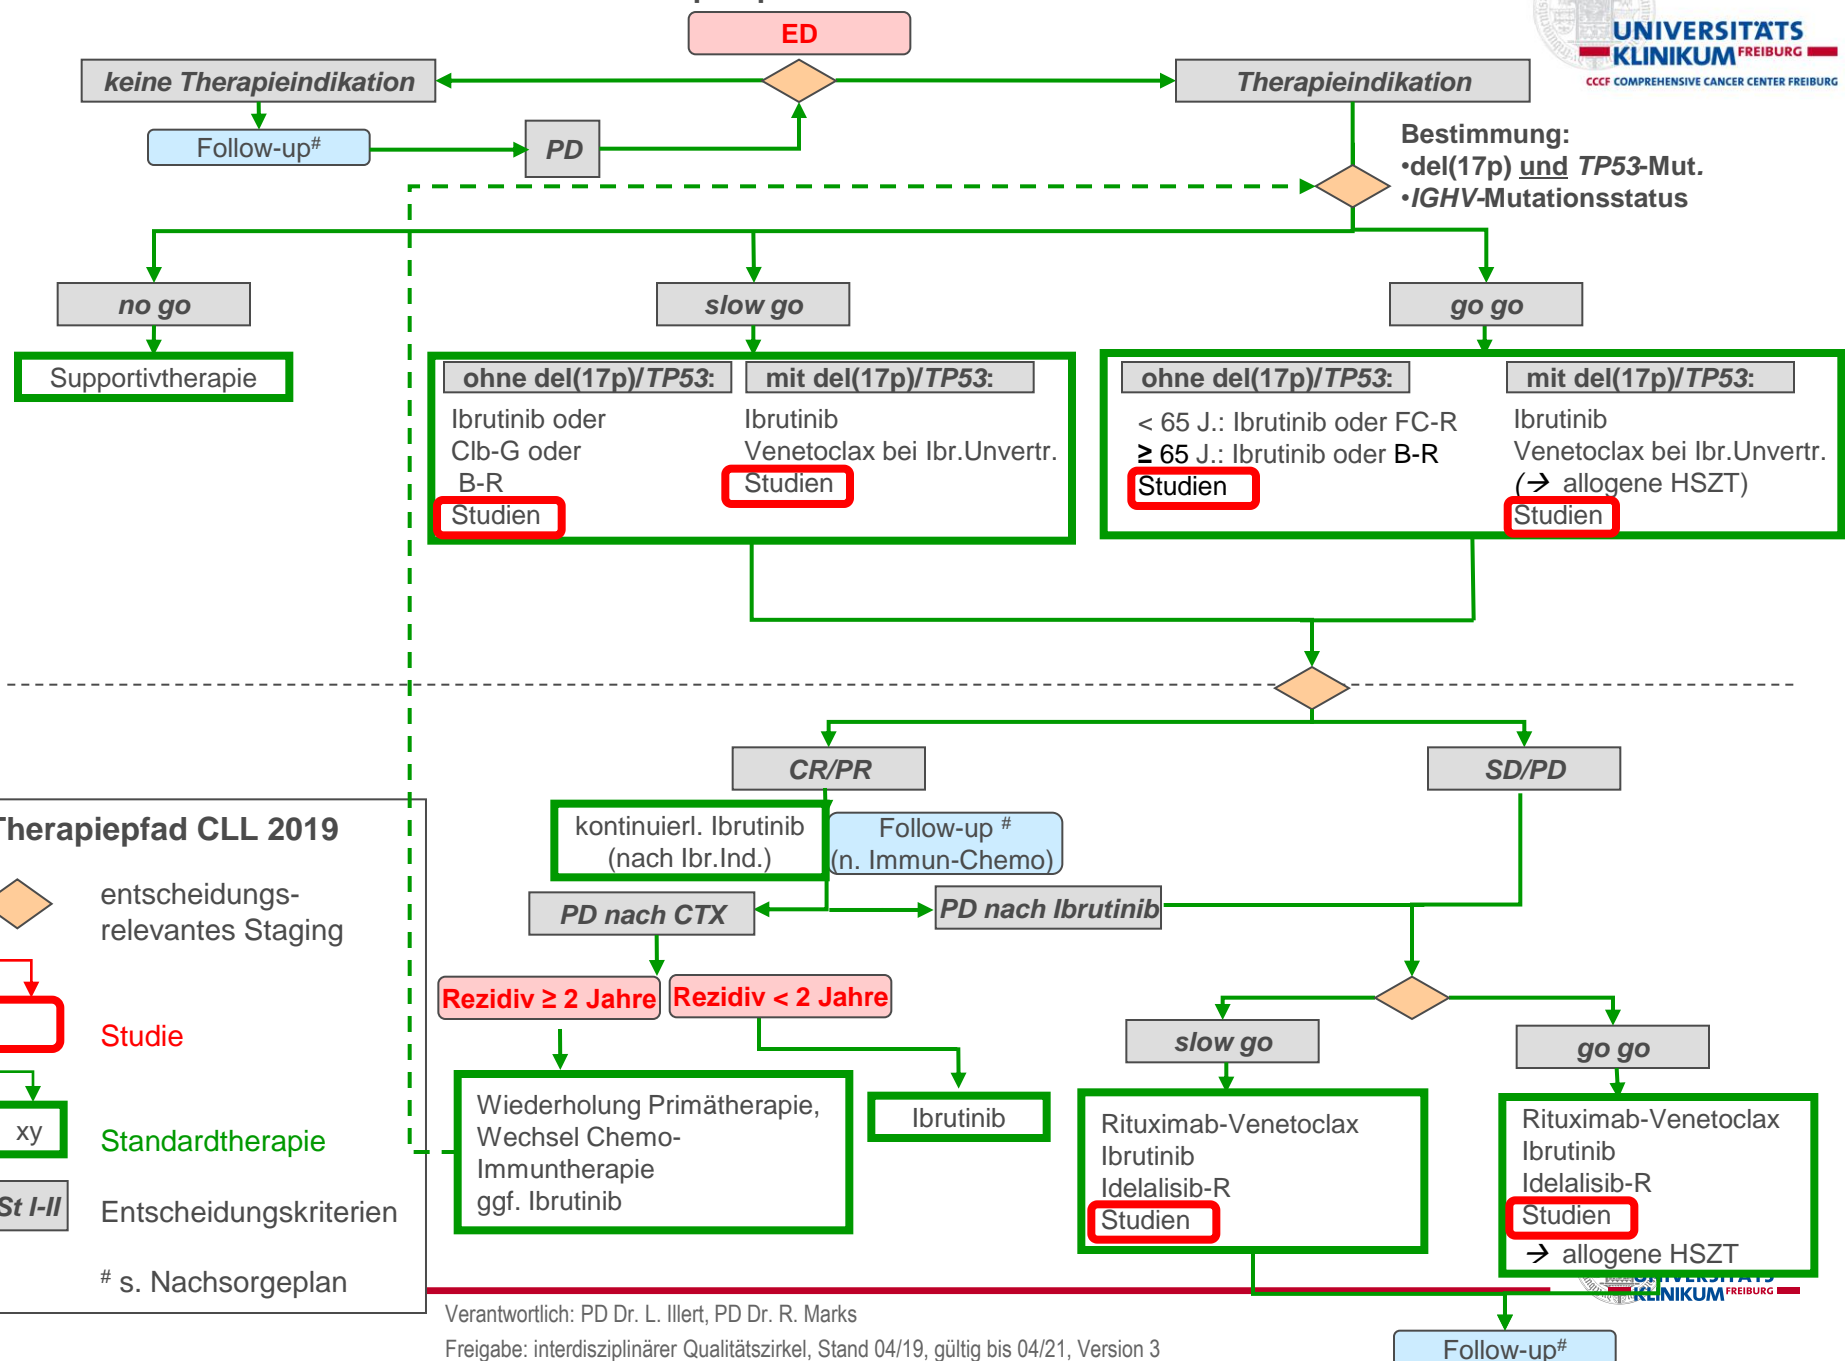 ED
UNIVERSITÄTS
KLINIKUM FREIBURG
CCCF COMPREHENSIVE CANCER CENTER FREIBURG
keine Therapieindikation
Therapieindikation
Follow-up#
PD
Bestimmung:
•del(17p) und TP53-Mut.
•IGHV-Mutationsstatus
no go
slow go
go go
Supportivtherapie
ohne del(17p)/TP53:
Ibrutinib oder
Clb-G oder
B-R
Studien
mit del(17p)/TP53:
Ibrutinib
Venetoclax bei Ibr.Unvertr.
Studien
ohne del(17p)/TP53:
< 65 J.: Ibrutinib oder FC-R
≥ 65 J.: Ibrutinib oder B-R
Studien
mit del(17p)/TP53:
Ibrutinib
Venetoclax bei Ibr.Unvertr.
(→ allogene HSZT)
Studien
CR/PR
SD/PD
kontinuierl. Ibrutinib
(nach Ibr.Ind.)
Follow-up #
(n. Immun-Chemo)
PD nach CTX
PD nach Ibrutinib
Rezidiv ≥ 2 Jahre
Rezidiv < 2 Jahre
slow go
go go
Wiederholung Primätherapie,
Wechsel Chemo-
Immuntherapie
ggf. Ibrutinib
Ibrutinib
Rituximab-Venetoclax
Ibrutinib
Idelalisib-R
Studien
Rituximab-Venetoclax
Ibrutinib
Idelalisib-R
Studien
→ allogene HSZT
Therapiepfad CLL 2019
entscheidungs-
relevantes Staging
Studie
xy
Standardtherapie
St I-II
Entscheidungskriterien
# s. Nachsorgeplan
UNIVERSITÄTS
KLINIKUM FREIBURG
Verantwortlich: PD Dr. L. Illert, PD Dr. R. Marks
Freigabe: interdisziplinärer Qualitätszirkel, Stand 04/19, gültig bis 04/21, Version 3
Follow-up#